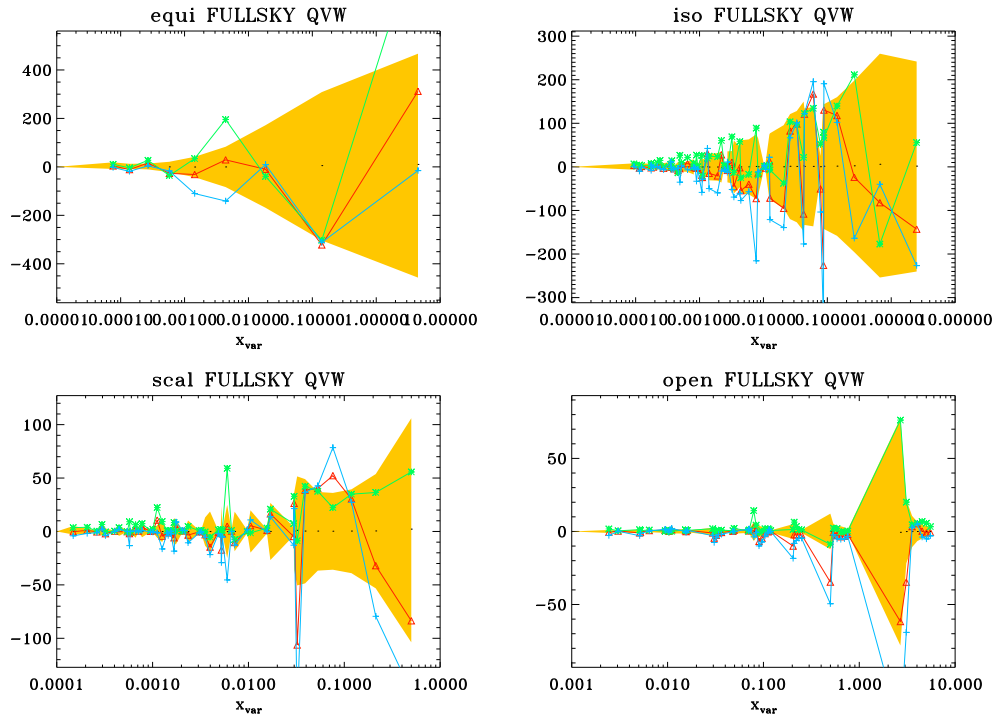 equi FULLSKY QVW
400
200
0
-200
-400
0.00001 0.00010 0.00100 0.01000 0.10000 1.00000 10.00000
x_var
iso FULLSKY QVW
300
200
100
0
-100
-200
-300
0.00001 0.00010 0.00100 0.01000 0.10000 1.00000 10.00000
x_var
scal FULLSKY QVW
100
50
0
-50
-100
0.0001 0.0010 0.0100 0.1000 1.0000
x_var
open FULLSKY QVW
50
0
-50
0.001 0.010 0.100 1.000 10.000
x_var